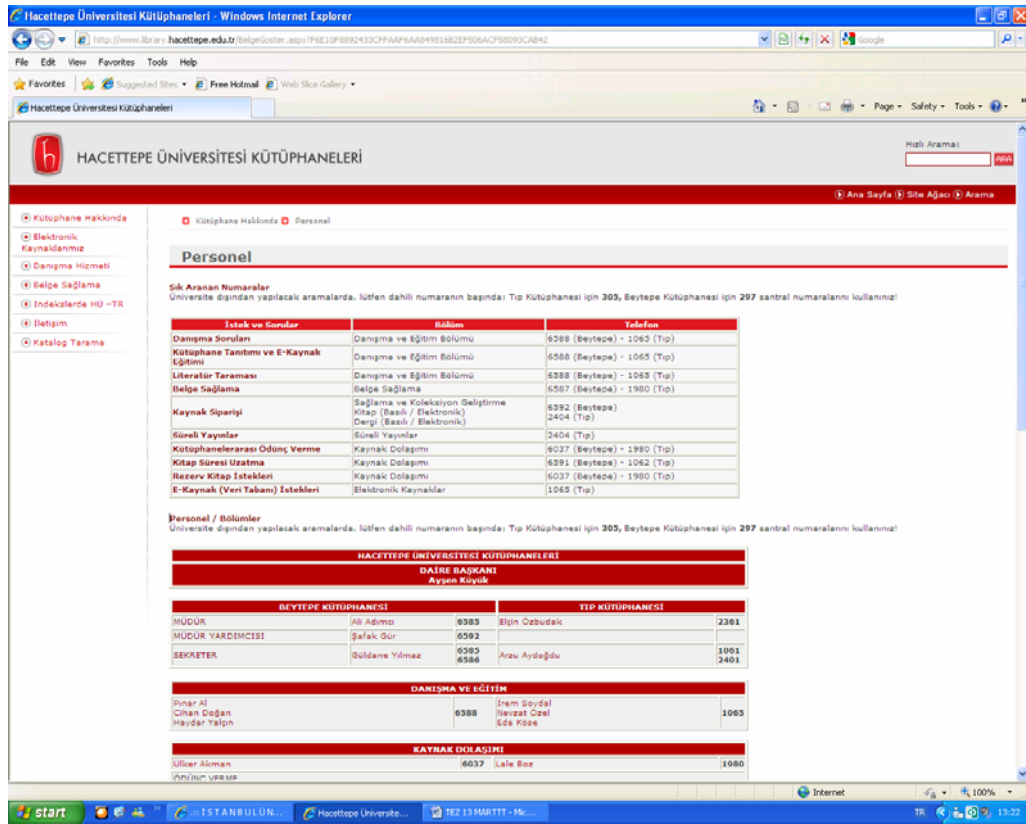 Hacettepe Üniversitesi Kütüphaneleri - Windows Internet Explorer
File Edit View Favorites Tools Help
Favorites Suggested Sites Free Hotmail Web Slice Gallery
Hacettepe Üniversitesi Kütüphaneleri
Page Safety Tools
Google
HACETTEPE ÜNİVERSİTESİ KÜTÜPHANELERİ
Hızlı Arama:
ARA
Ana Sayfa Site Ağacı Arama
Kütüphane Hakkında
Elektronik
Kaynaklarımız
Danışma Hizmeti
Belge Sağlama
İndekslerde HÜ -TR
İletişim
Katalog Tarama
Kütüphane Hakkında Personel
Personel
Sık Aranan Numaralar
Üniversite dışından yapılacak aramalarda, lütfen dahili numaranın başında: Tıp Kütüphanesi için 305, Beytepe Kütüphanesi için 297 santral numaralarını kullanınız!
İstek ve Sorular Bölüm Telefon
Danışma Soruları Danışma ve Eğitim Bölümü 6588 (Beytepe) - 1065 (Tıp)
Kütüphane Tanıtımı ve E-Kaynak
Eğitimi Danışma ve Eğitim Bölümü 6588 (Beytepe) - 1065 (Tıp)
Literatür Taraması Danışma ve Eğitim Bölümü 6588 (Beytepe) - 1065 (Tıp)
Belge Sağlama Belge Sağlama 6587 (Beytepe) - 1980 (Tıp)
Kaynak Siparişi
Sağlama ve Koleksiyon Geliştirme
Kitap (Basılı / Elektronik)
Dergi (Basılı / Elektronik)
6592 (Beytepe)
2404 (Tıp)
Süreli Yayınlar Süreli Yayınlar 2404 (Tıp)
Kütüphanelerarası Ödünç Verme Kaynak Dolaşımı 6037 (Beytepe) - 1980 (Tıp)
Kitap Süresi Uzatma Kaynak Dolaşımı 6591 (Beytepe) - 1062 (Tıp)
Rezerv Kitap İstekleri Kaynak Dolaşımı 6037 (Beytepe) - 1980 (Tıp)
E-Kaynak (Veri Tabanı) İstekleri Elektronik Kaynaklar 1065 (Tıp)
Personel / Bölümler
Üniversite dışından yapılacak aramalarda, lütfen dahili numaranın başında: Tıp Kütüphanesi için 305, Beytepe Kütüphanesi için 297 santral numaralarını kullanınız!
HACETTEPE ÜNİVERSİTESİ KÜTÜPHANELERİ
DAİRE BAŞKANI
Ayşen Küyük
BEYTEPE KÜTÜPHANESİ TIP KÜTÜPHANESİ
MÜDÜR Ali Adımcı 6585 Elçin Özbudak 2361
MÜDÜR YARDIMCISI Şafak Gür 6592
SEKRETER Güldane Yılmaz 6585 6586 Arzu Aydoğdu 1061 2401
DANIŞMA VE EĞİTİM
Pınar Al İrem Soydal
Cihan Doğan 6588 Nevzat Özel 1065
Haydar Yalçın Eda Köse
KAYNAK DOLAŞIMI
Ülker Akman 6037 Lale Boz 1980
ÖDÜNÇ VERME
Internet 100%
start .::İSTANBULÜN... Hacettepe Üniversite... TEZ 13 MARTTT - Mic... TR 13:22